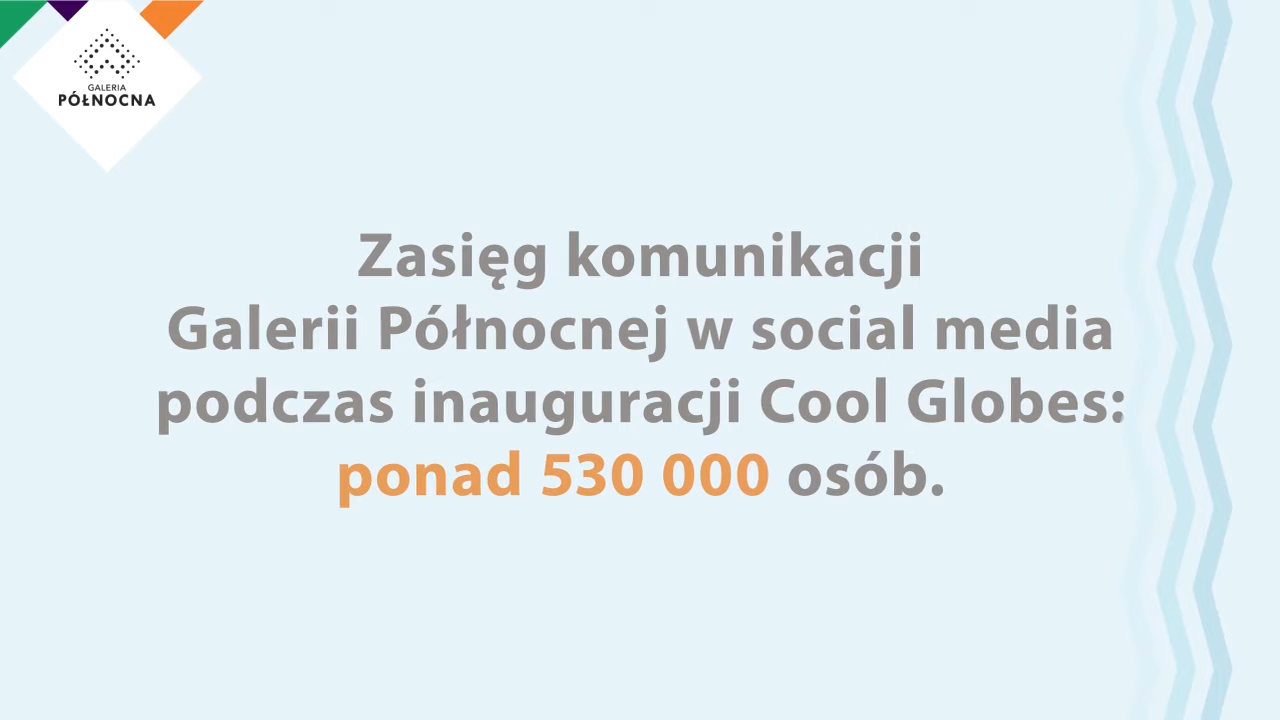 GALERIA
PÓŁNOCNA
Zasięg komunikacji
Galerii Północnej w social media
podczas inauguracji Cool Globes:
ponad 530 000 osób.